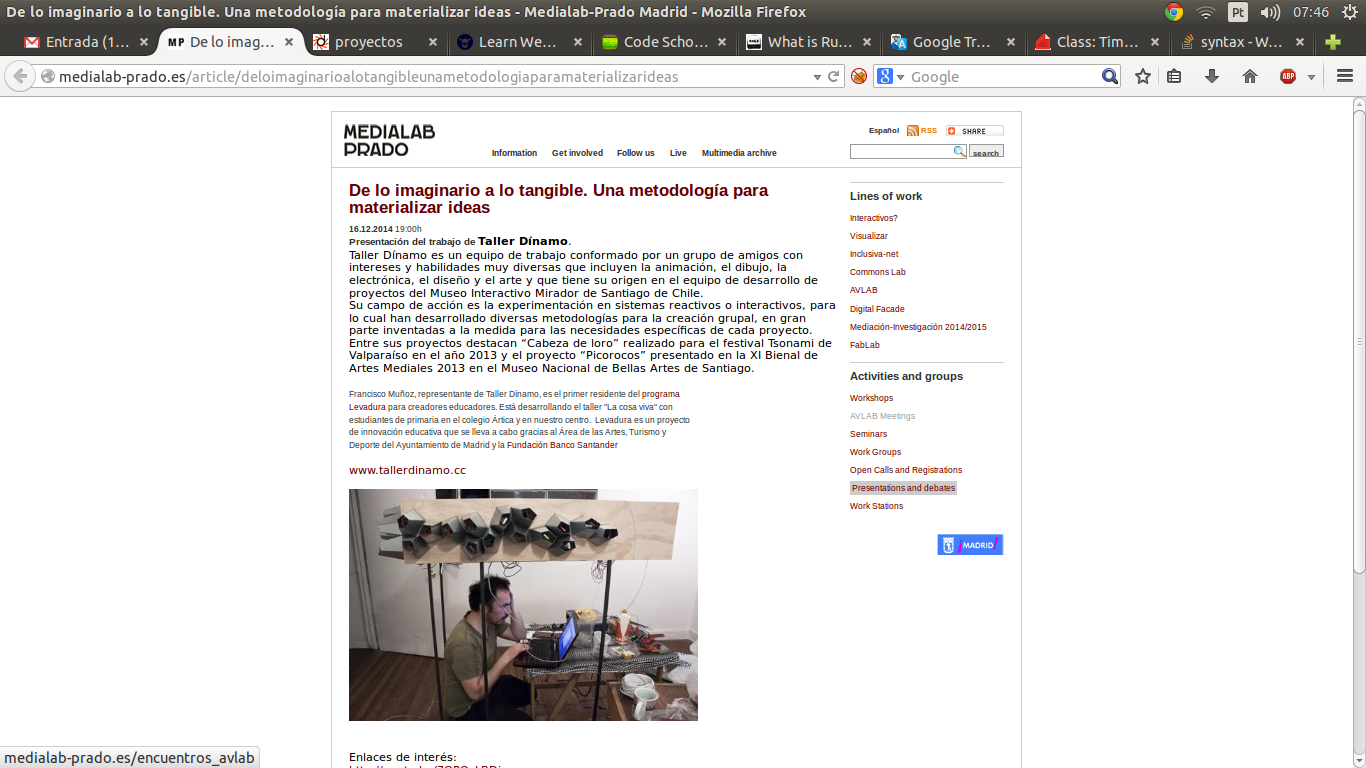 De lo imaginario a lo tangible. Una metodología para materializar ideas - Medialab-Prado Madrid - Mozilla Firefox
Pt
07:46
Entrada (1...
De lo imag...
proyectos
Learn We...
Code Scho...
What is Ru...
Google Tr...
Class: Tim...
syntax - W...
medialab-prado.es/article/deloimaginarioalotangibleunametodologiaparamaterializarideas
Google
ABP
MEDIALAB
PRADO
Information
Get involved
Follow us
Live
Multimedia archive
Español
RSS
SHARE
search
De lo imaginario a lo tangible. Una metodología para
materializar ideas
16.12.2014 19:00h
Presentación del trabajo de Taller Dínamo.
Taller Dínamo es un equipo de trabajo conformado por un grupo de amigos con
intereses y habilidades muy diversas que incluyen la animación, el dibujo, la
electrónica, el diseño y el arte y que tiene su origen en el equipo de desarrollo de
proyectos del Museo Interactivo Mirador de Santiago de Chile.
Su campo de acción es la experimentación en sistemas reactivos o interactivos, para
lo cual han desarrollado diversas metodologías para la creación grupal, en gran
parte inventadas a la medida para las necesidades específicas de cada proyecto.
Entre sus proyectos destacan “Cabeza de loro” realizado para el festival Tsonami de
Valparaíso en el año 2013 y el proyecto “Picorocos” presentado en la XI Bienal de
Artes Mediales 2013 en el Museo Nacional de Bellas Artes de Santiago.
Francisco Muñoz, representante de Taller Dínamo, es el primer residente del programa
Levadura para creadores educadores. Está desarrollando el taller "La cosa viva" con
estudiantes de primaria en el colegio Ártica y en nuestro centro. Levadura es un proyecto
de innovación educativa que se lleva a cabo gracias al Área de las Artes, Turismo y
Deporte del Ayuntamiento de Madrid y la Fundación Banco Santander
www.tallerdinamo.cc
Enlaces de interés:
Lines of work
Interactivos?
Visualizar
Inclusiva-net
Commons Lab
AVLAB
Digital Facade
Mediación-Investigación 2014/2015
FabLab
Activities and groups
Workshops
AVLAB Meetings
Seminars
Work Groups
Open Calls and Registrations
Presentations and debates
Work Stations
¡MADRID!
medialab-prado.es/encuentros_avlab